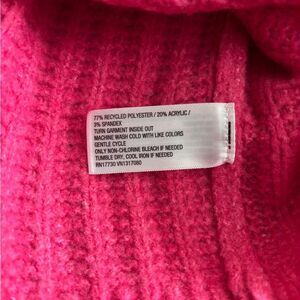 77% RECYCLED POLYESTER / 20% ACRYLIC /
3% SPANDEX
TURN GARMENT INSIDE OUT
MACHINE WASH COLD WITH LIKE COLORS
GENTLE CYCLE
ONLY NON-CHLORINE BLEACH IF NEEDED
TUMBLE DRY, COOL IRON IF NEEDED
RN17730 VN1317080